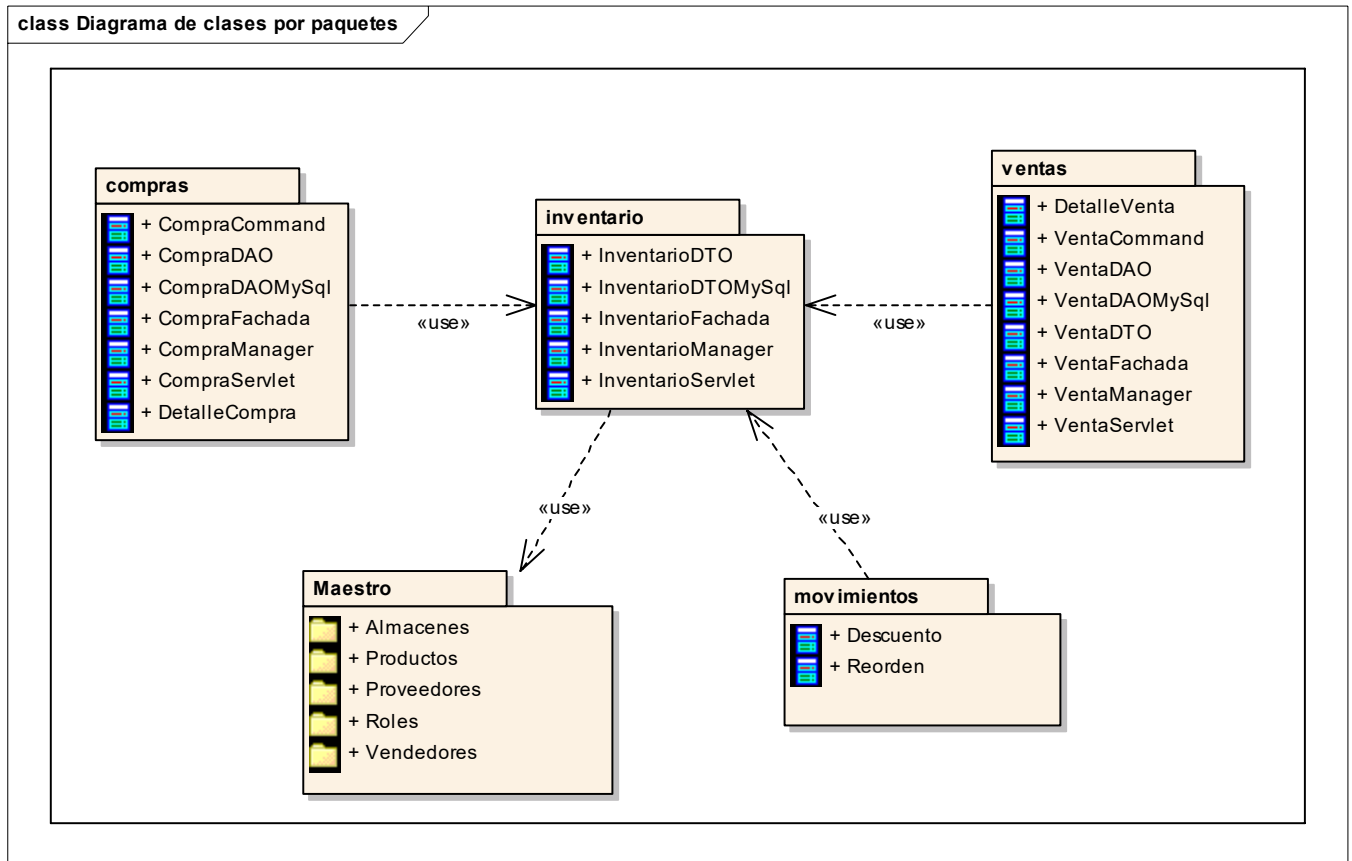 class Diagrama de clases por paquetes
compras
+ CompraCommand
+ CompraDAO
+ CompraDAOMySql
+ CompraFachada
+ CompraManager
+ CompraServlet
+ DetalleCompra
«use»
inventario
+ InventarioDTO
+ InventarioDTOMySql
+ InventarioFachada
+ InventarioManager
+ InventarioServlet
«use»
ventas
+ DetalleVenta
+ VentaCommand
+ VentaDAO
+ VentaDAOMySql
+ VentaDTO
+ VentaFachada
+ VentaManager
+ VentaServlet
«use»
«use»
Maestro
+ Almacenes
+ Productos
+ Proveedores
+ Roles
+ Vendedores
movimientos
+ Descuento
+ Reorden